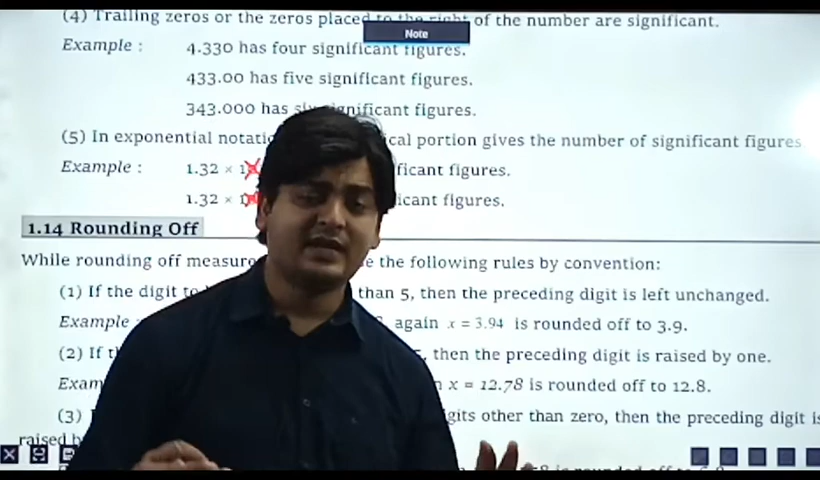 (4) Trailing zeros or the zeros placed to the right of the number are significant.
Note
Example : 4.330 has four significant figures.
433.00 has five significant figures.
343.000 has six significant figures.
(5) In exponential notation cal portion gives the number of significant figures
Example : 1.32 × ficant figures.
1.32 × icant figures.
1.14 Rounding Off
While rounding off measure the following rules by convention:
(1) If the digit to than 5, then the preceding digit is left unchanged.
Example again x = 3.94 is rounded off to 3.9.
(2) If then the preceding digit is raised by one.
Exam x = 12.78 is rounded off to 12.8.
(3) gits other than zero, then the preceding digit is
raised b